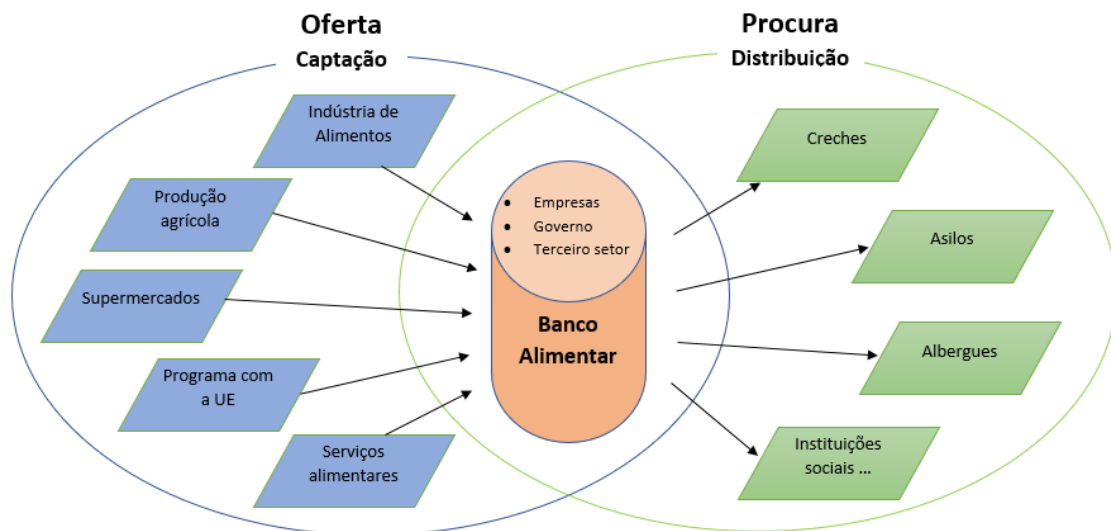 Oferta
Captação
Procura
Distribuição
Indústria de
Alimentos
Produção
agrícola
Supermercados
Programa com
a UE
Serviços
alimentares
• Empresas
• Governo
• Terceiro setor
Banco
Alimentar
Creches
Asilos
Albergues
Instituições
sociais ...